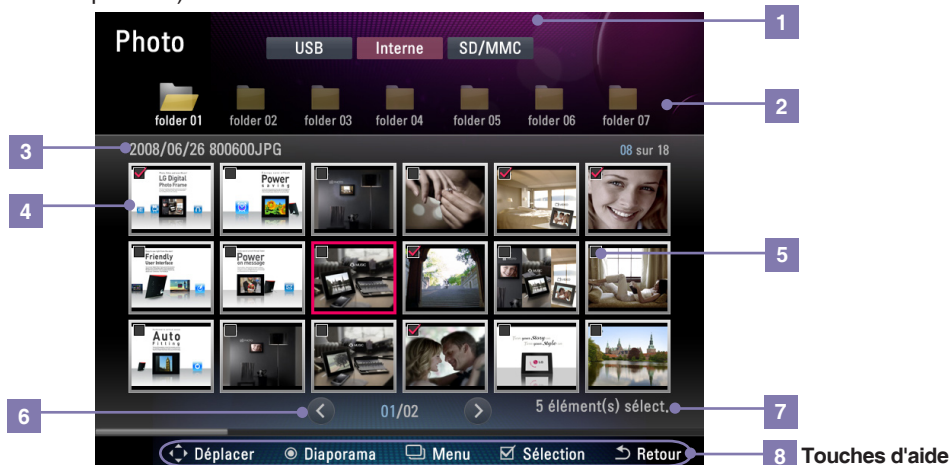 1
Photo
USB Interne SD/MMC
2
folder 01 folder 02 folder 03 folder 04 folder 05 folder 06 folder 07
3
2008/06/26 800600JPG 08 sur 18
4
LG Digital
Photo Frame
Power
saving
5
Friendly
User Interface
Power
on message
Auto
Fitting
6
01/02
5 élément(s) sélect.
7
Déplacer Diaporama Menu Sélection Retour
8 Touches d'aide